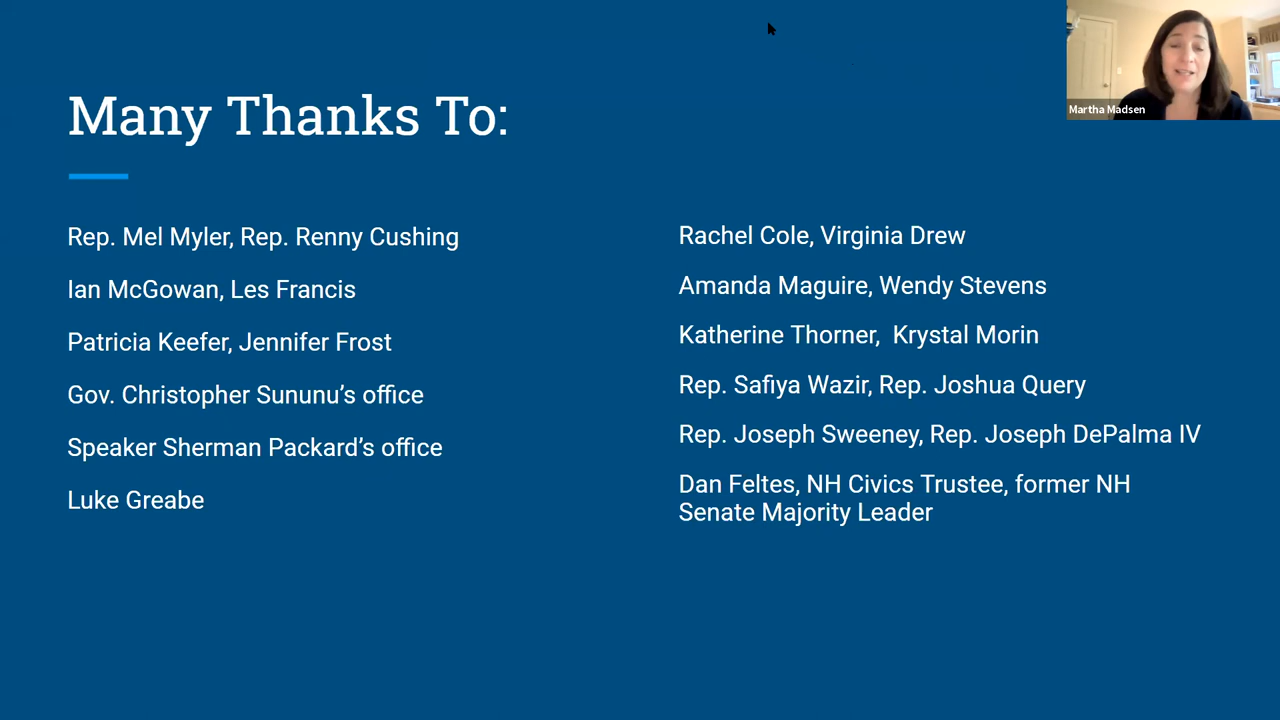 Many Thanks To:
Rep. Mel Myler, Rep. Renny Cushing
Ian McGowan, Les Francis
Patricia Keefer, Jennifer Frost
Gov. Christopher Sununu’s office
Speaker Sherman Packard’s office
Luke Greabe
Rachel Cole, Virginia Drew
Amanda Maguire, Wendy Stevens
Katherine Thorner,  Krystal Morin
Rep. Safiya Wazir, Rep. Joshua Query
Rep. Joseph Sweeney, Rep. Joseph DePalma IV
Dan Feltes, NH Civics Trustee, former NH
Senate Majority Leader
Martha Madsen